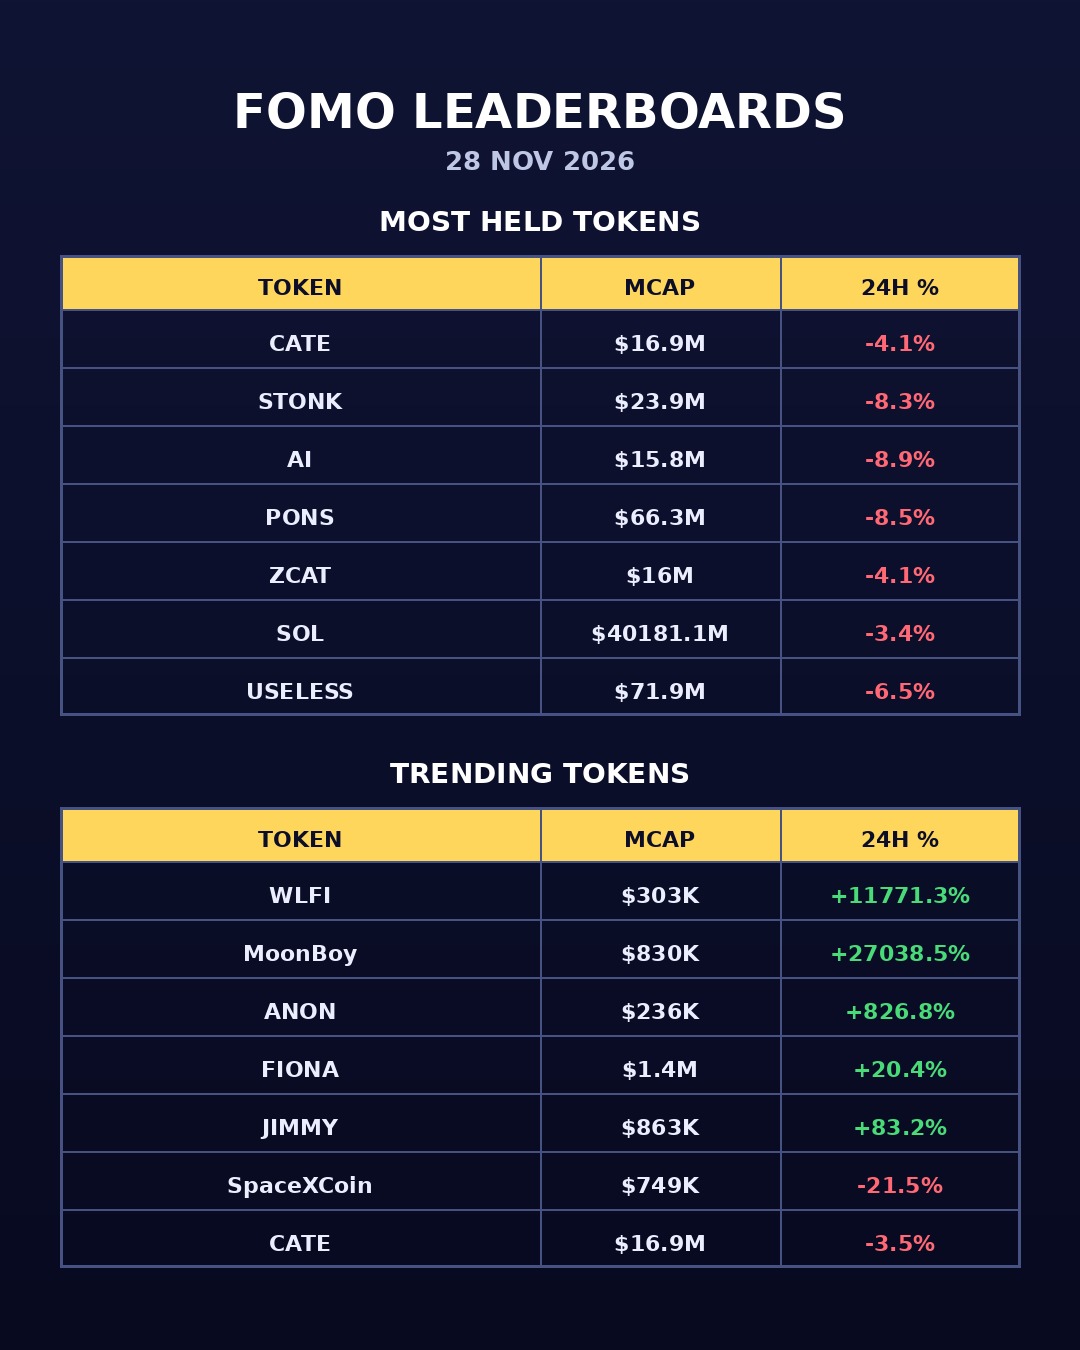 FOMO LEADERBOARDS
28 NOV 2026
MOST HELD TOKENS
TOKEN MCAP 24H %
CATE $16.9M -4.1%
STONK $23.9M -8.3%
AI $15.8M -8.9%
PONS $66.3M -8.5%
ZCAT $16M -4.1%
SOL $40181.1M -3.4%
USELESS $71.9M -6.5%
TRENDING TOKENS
TOKEN MCAP 24H %
WLFI $303K +11771.3%
MoonBoy $830K +27038.5%
ANON $236K +826.8%
FIONA $1.4M +20.4%
JIMMY $863K +83.2%
SpaceXCoin $749K -21.5%
CATE $16.9M -3.5%